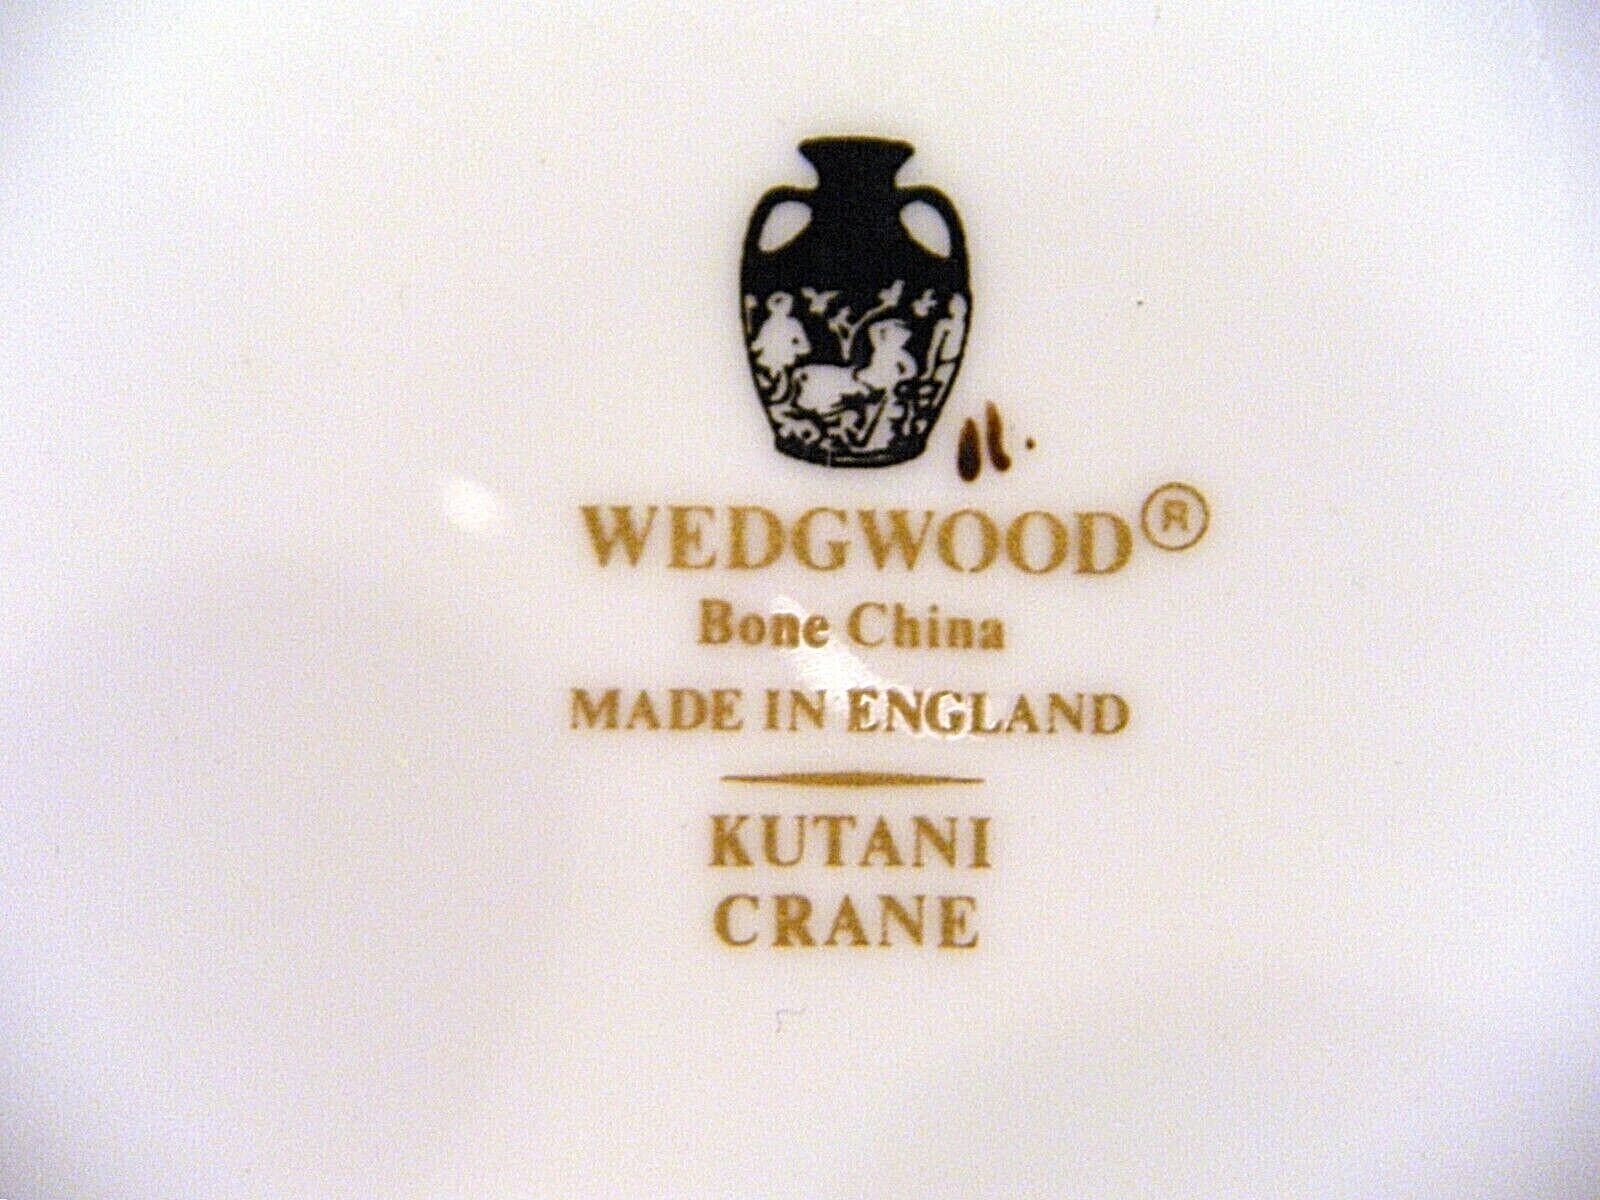 WEDGWOOD®
Bone China
MADE IN ENGLAND
KUTANI
CRANE